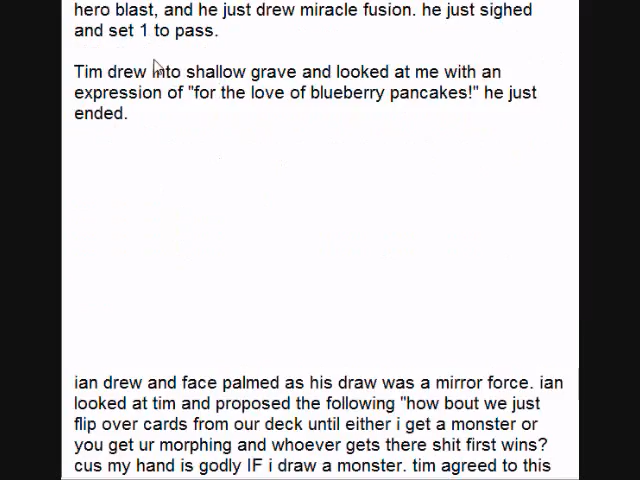 hero blast, and he just drew miracle fusion. he just sighed
and set 1 to pass.
Tim drew into shallow grave and looked at me with an
expression of "for the love of blueberry pancakes!" he just
ended.
ian drew and face palmed as his draw was a mirror force. ian
looked at tim and proposed the following "how bout we just
flip over cards from our deck until either i get a monster or
you get ur morphing and whoever gets there shit first wins?
cus my hand is godly IF i draw a monster. tim agreed to this